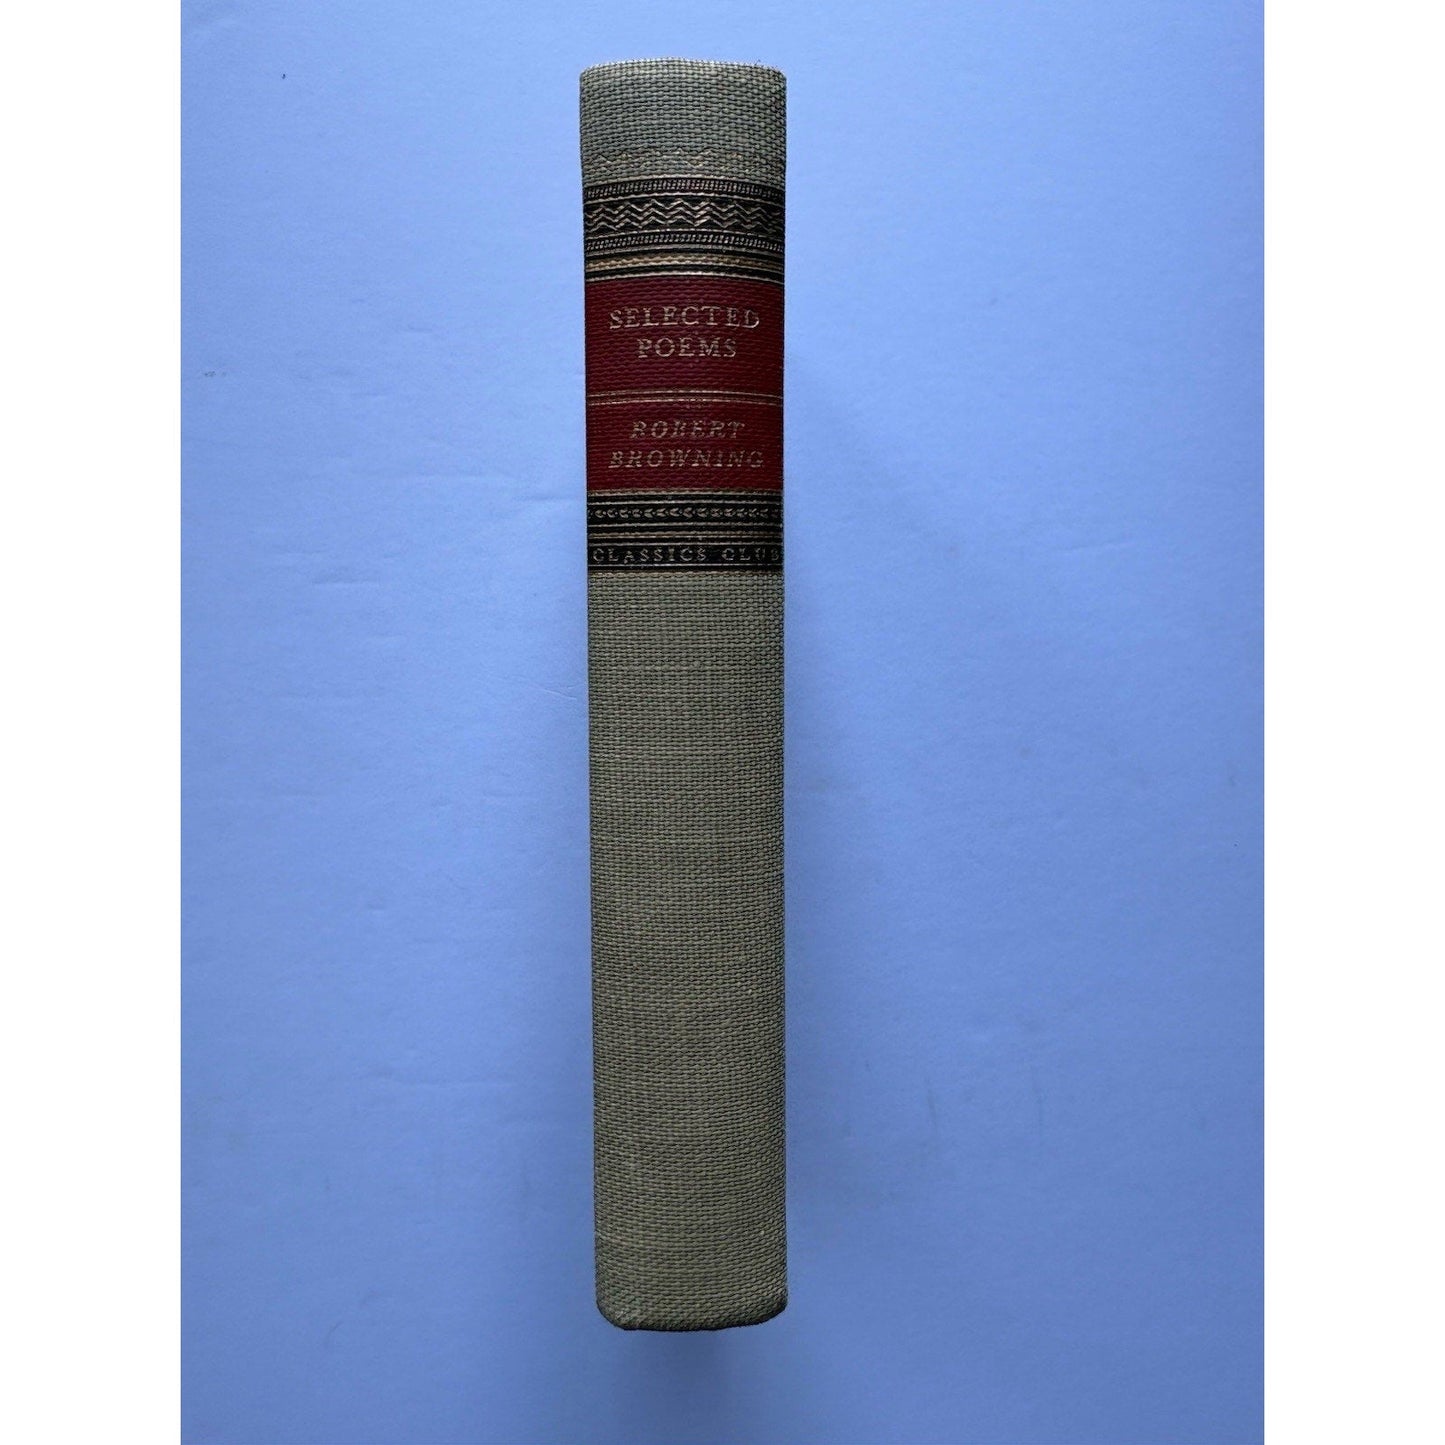 SELECTED
POEMS
ROBERT
BROWNING
CLASSICS CLUB